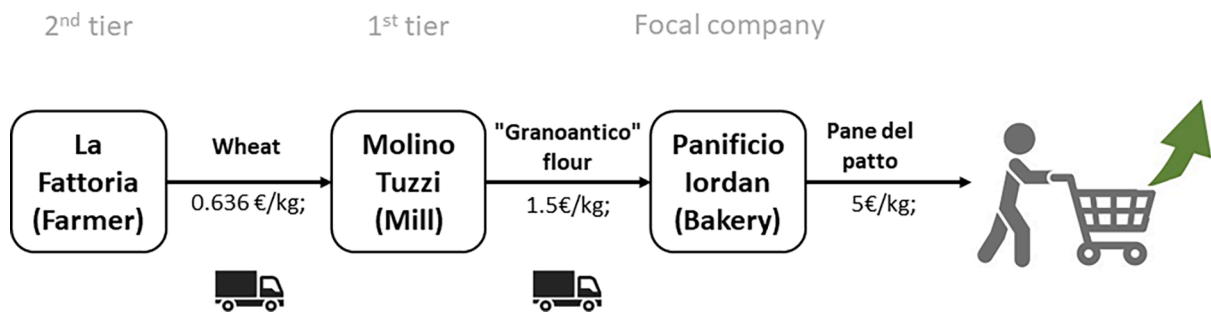 2nd tier
1st tier
Focal company
La
Fattoria
(Farmer)
Wheat
0.636 €/kg;
Molino
Tuzzi
(Mill)
"Granoantico"
flour
1.5€/kg;
Panificio
Iordan
(Bakery)
Pane del
patto
5€/kg;